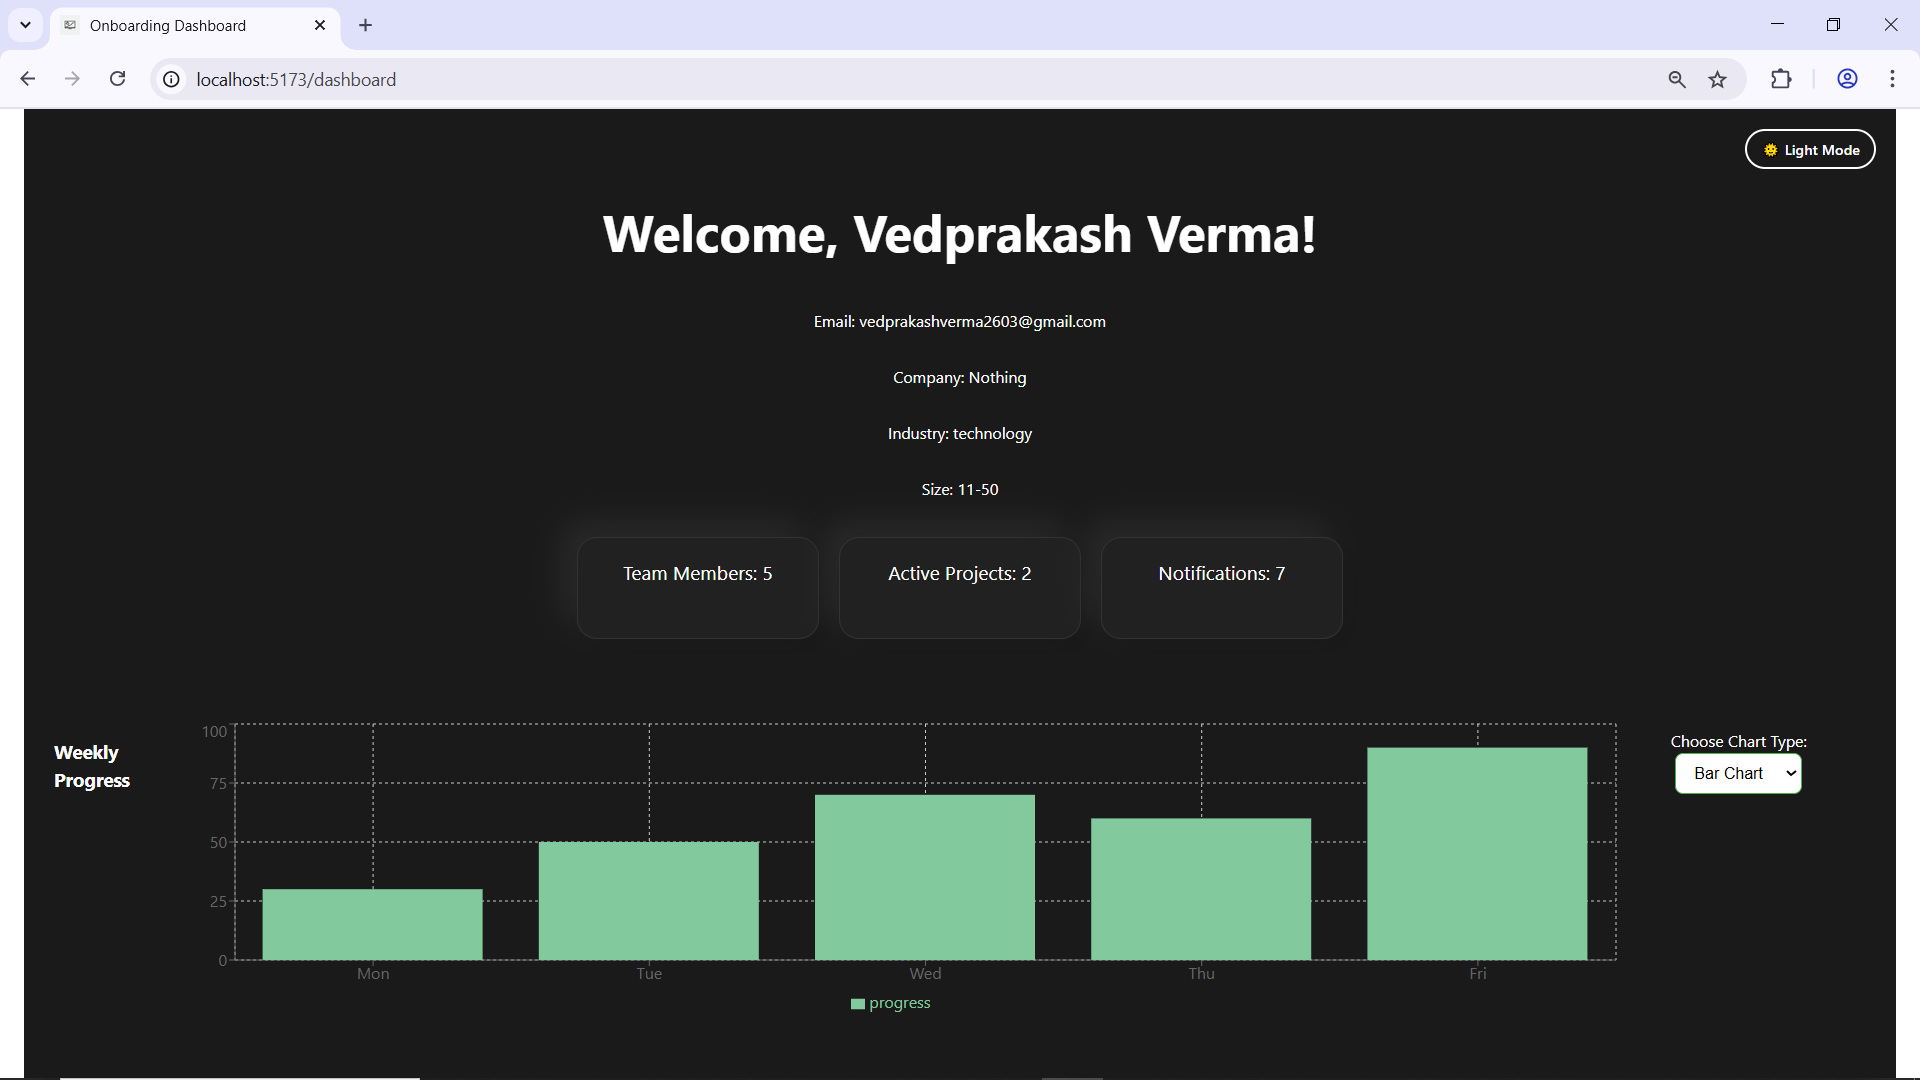 Onboarding Dashboard
localhost:5173/dashboard
🌞 Light Mode
Welcome, Vedprakash Verma!
Email: vedprakashverma2603@gmail.com
Company: Nothing
Industry: technology
Size: 11-50
Team Members: 5
Active Projects: 2
Notifications: 7
Weekly
Progress
100
75
50
25
0
Mon
Tue
Wed
Thu
Fri
progress
Choose Chart Type:
Bar Chart